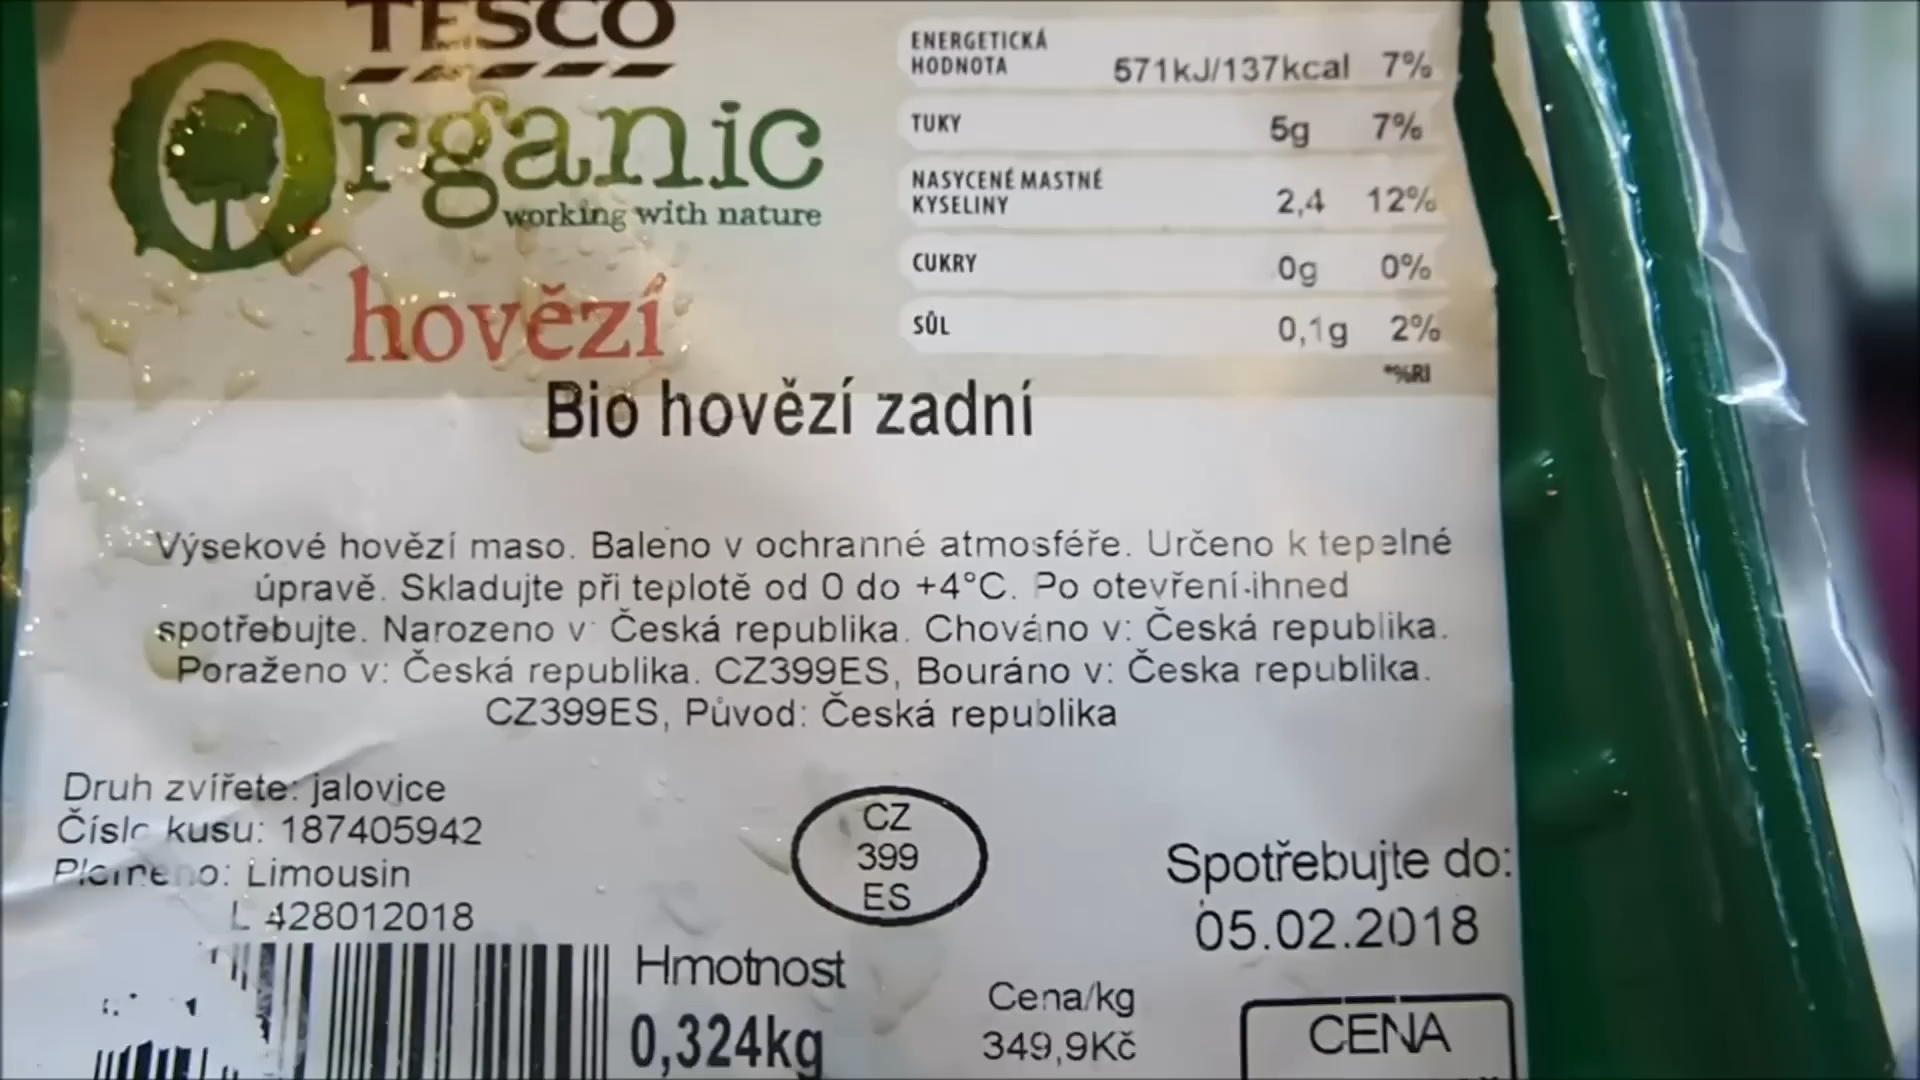 TESCO
Organic
working with nature
hovězí
ENERGETICKÁ
HODNOTA 571kJ/137kcal 7%
TUKY 5g 7%
NASYCENÉ MASTNÉ
KYSELINY 2,4 12%
CUKRY 0g 0%
SŮL 0,1g 2%
*%RI
Bio hovězí zadní
Výsekové hovězí maso. Baleno v ochranné atmosféře. Určeno k tepelné
úpravě. Skladujte při teplotě od 0 do +4°C. Po otevření ihned
spotřebujte. Narozeno v: Česká republika. Chováno v: Česká republika.
Poraženo v: Česká republika. CZ399ES, Bouráno v: Česka republika.
CZ399ES, Původ: Česká republika
Druh zvířete: jalovice
Číslo kusu: 187405942
Plemeno: Limousin
L 428012018
CZ
399
ES
Spotřebujte do:
05.02.2018
Hmotnost
0,324kg
Cena/kg
349,9Kč
CENA